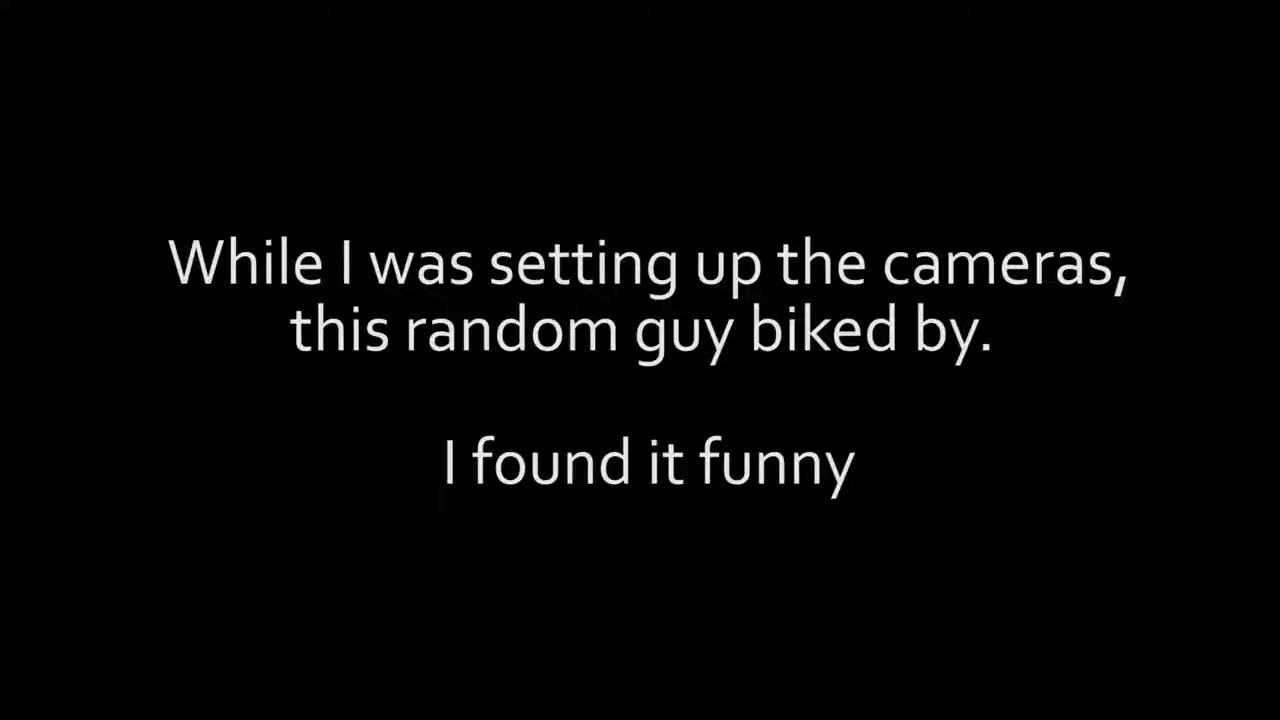 While I was setting up the cameras,
this random guy biked by.
I found it funny